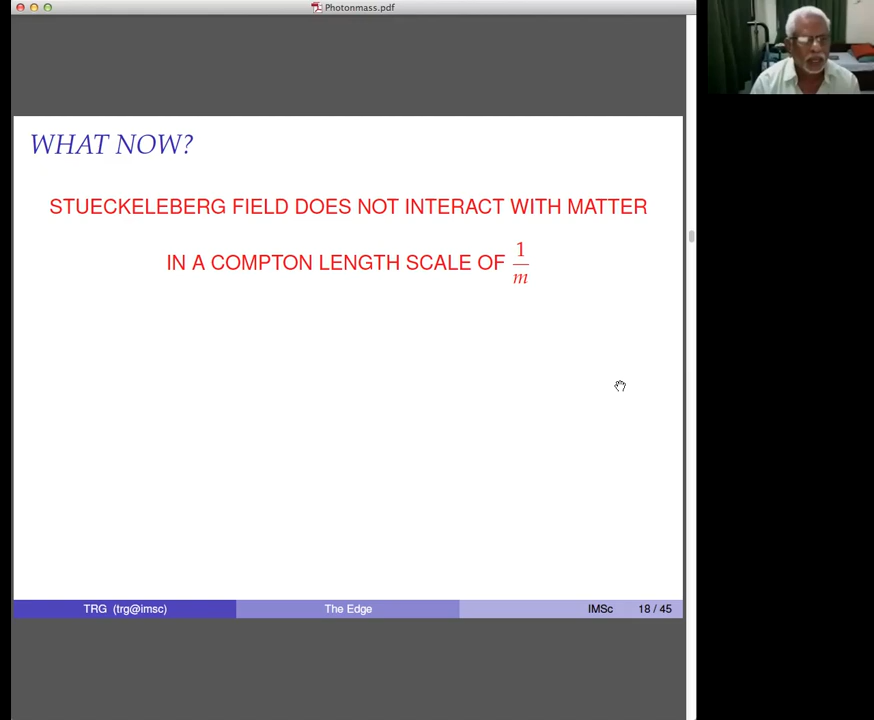 Photonmass.pdf
WHAT NOW?
STUECKELEBERG FIELD DOES NOT INTERACT WITH MATTER
IN A COMPTON LENGTH SCALE OF 1/m
TRG (trg@imsc) The Edge IMSc 18 / 45